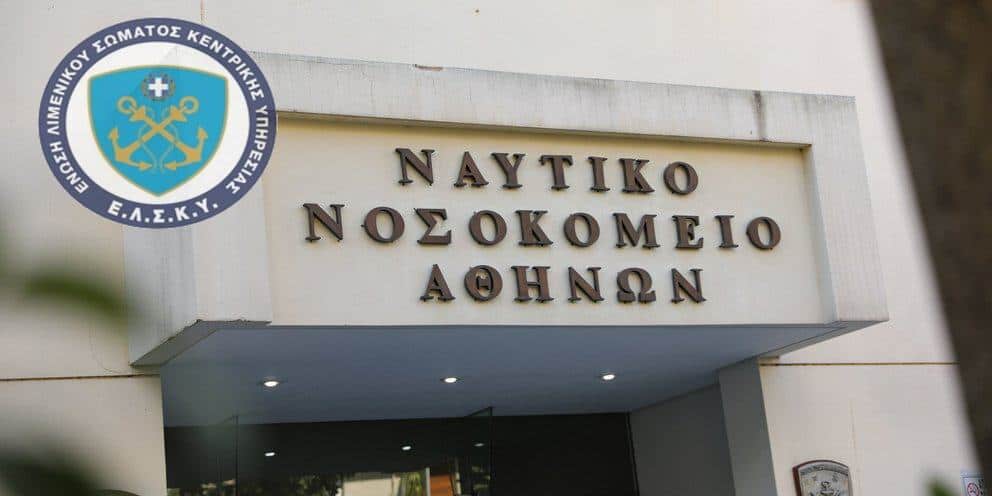 ΕΝΩΣΗ ΛΙΜΕΝΙΚΟΥ ΣΩΜΑΤΟΣ ΚΕΝΤΡΙΚΗΣ ΥΠΗΡΕΣΙΑΣ
Ε.Λ.Σ.Κ.Υ.
ΝΑΥΤΙΚΟ
ΝΟΣΟΚΟΜΕΙΟ
ΑΘΗΝΩΝ